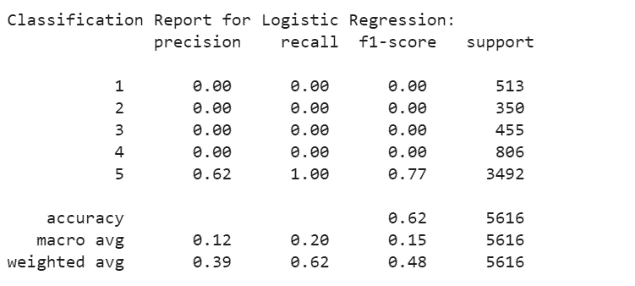 Classification Report for Logistic Regression:
precision recall f1-score support
1 0.00 0.00 0.00 513
2 0.00 0.00 0.00 350
3 0.00 0.00 0.00 455
4 0.00 0.00 0.00 806
5 0.62 1.00 0.77 3492
accuracy 0.62 5616
macro avg 0.12 0.20 0.15 5616
weighted avg 0.39 0.62 0.48 5616